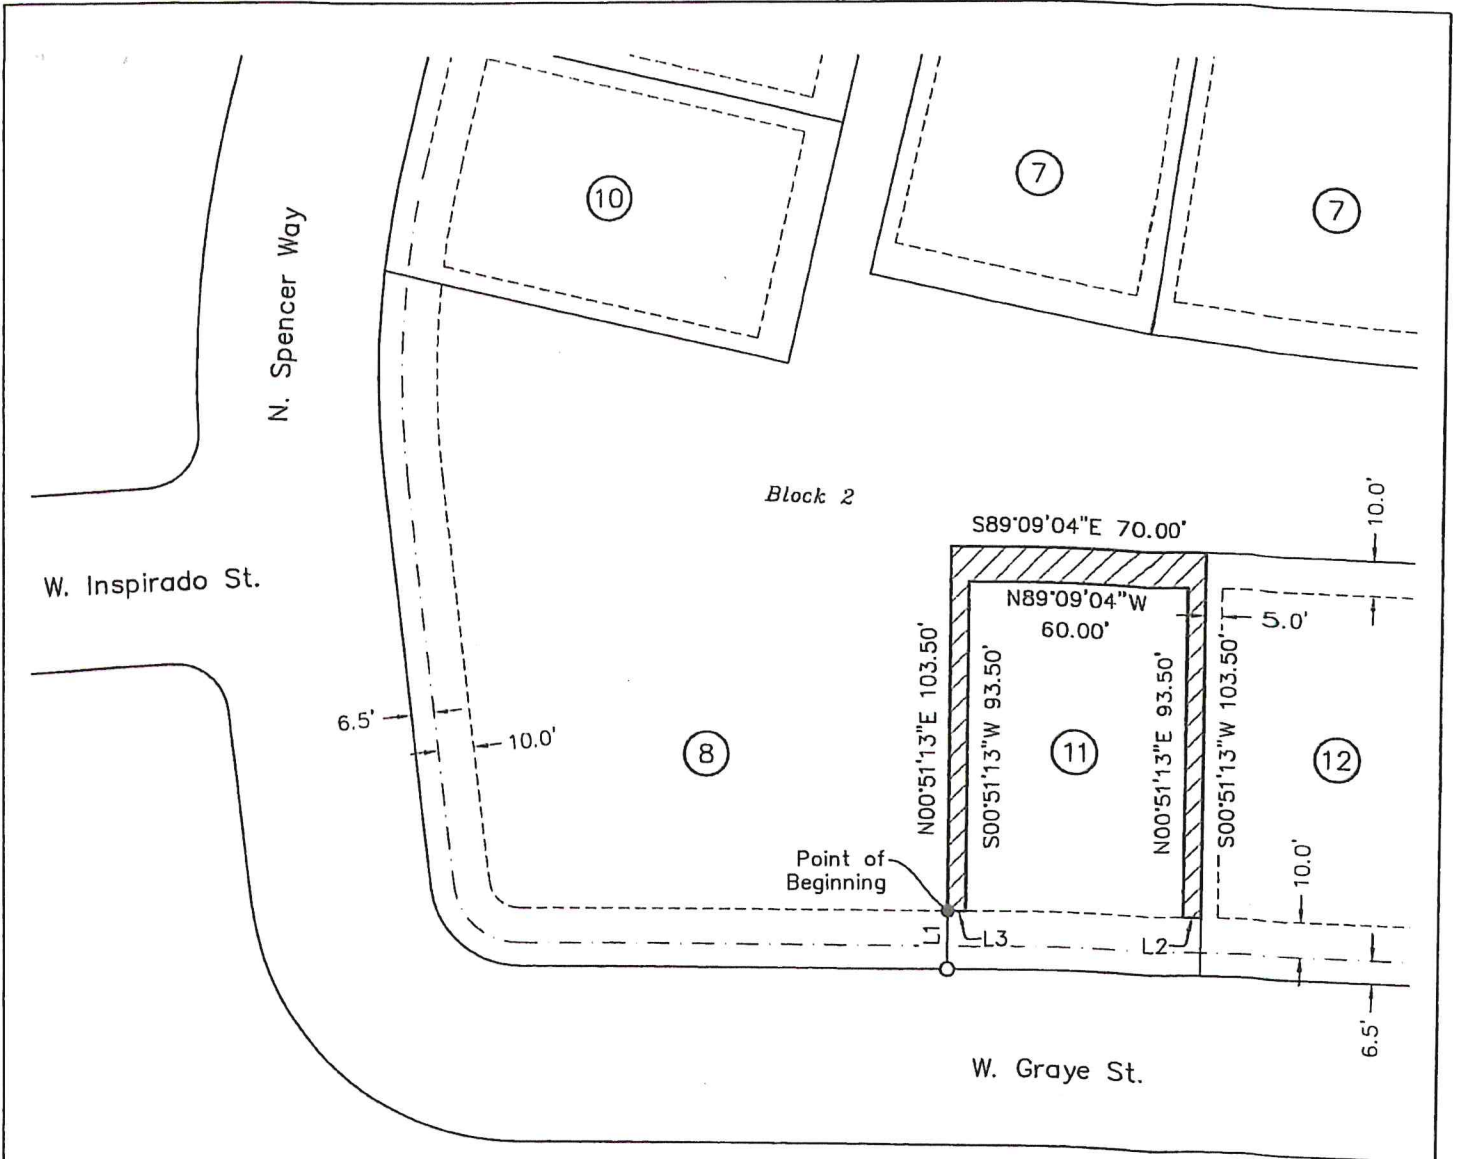 10
7
7
N. Spencer Way
Block 2
10.0'
S89°09'04"E 70.00'
W. Inspirado St.
N89°09'04"W
60.00'
5.0'
N00°51'13"E 103.50'
S00°51'13"W 93.50'
N00°51'13"E 93.50'
S00°51'13"W 103.50'
6.5'
10.0'
8
11
12
Point of
Beginning
10.0'
L1
L3
L2
6.5'
W. Graye St.